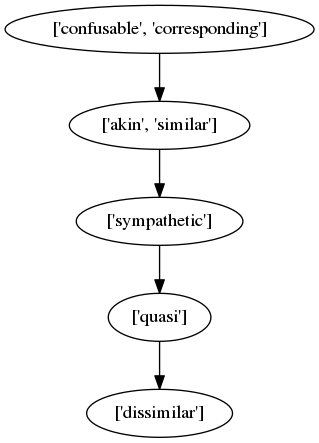 ['confusable', 'corresponding']
['akin', 'similar']
['sympathetic']
['quasi']
['dissimilar']